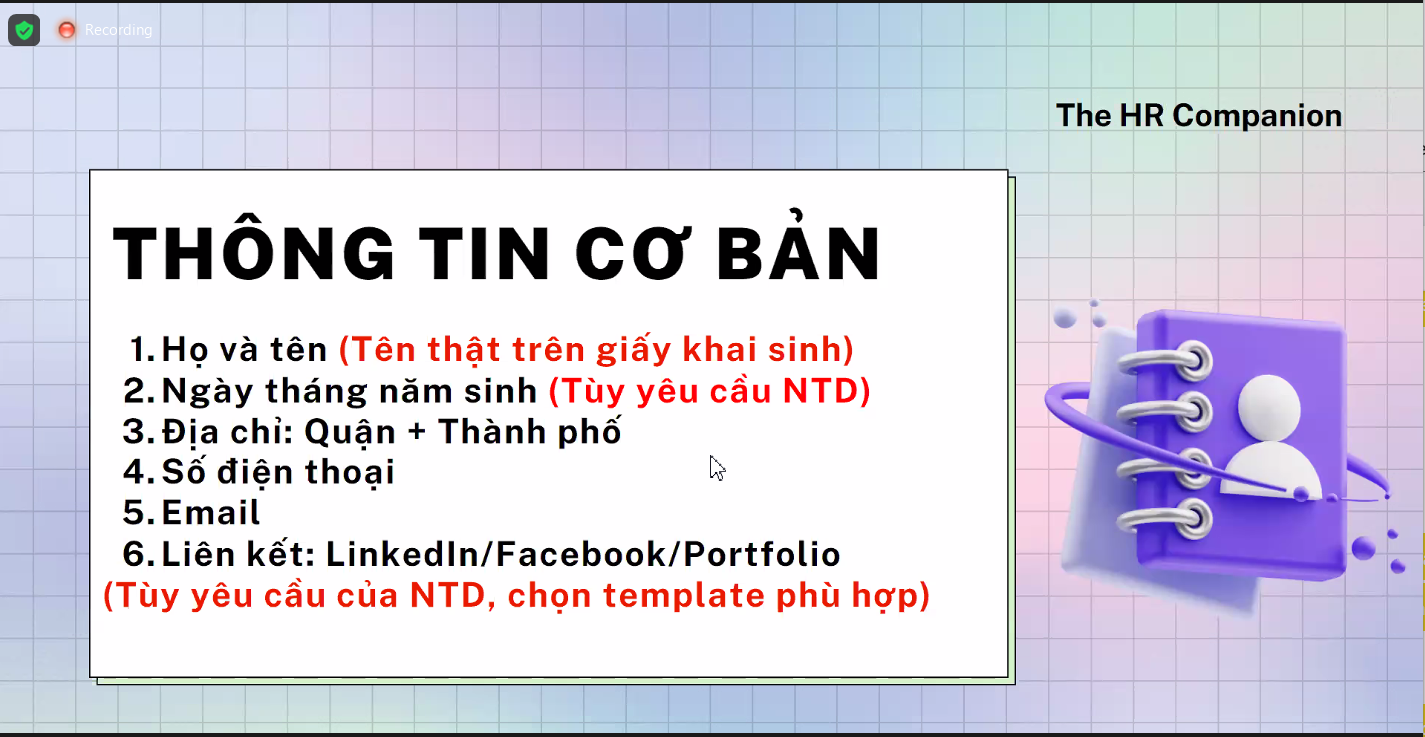 Recording
The HR Companion
THÔNG TIN CƠ BẢN
1. Họ và tên (Tên thật trên giấy khai sinh)
2. Ngày tháng năm sinh (Tùy yêu cầu NTD)
3. Địa chỉ: Quận + Thành phố
4. Số điện thoại
5. Email
6. Liên kết: LinkedIn/Facebook/Portfolio
(Tùy yêu cầu của NTD, chọn template phù hợp)